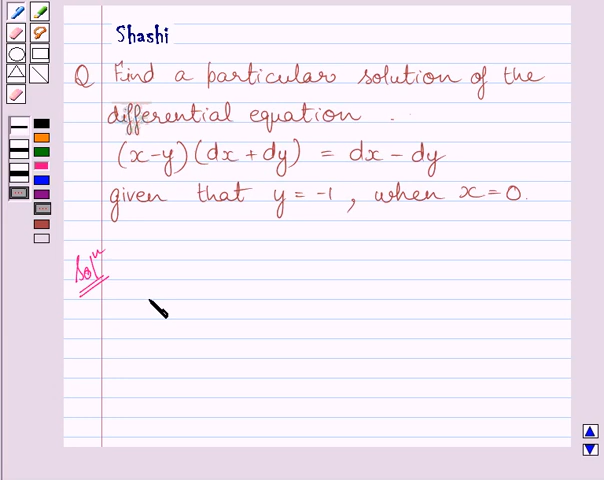 Shashi
Q Find a particular solution of the
differential equation .
(x-y)(dx+dy) = dx-dy
given that y = -1, when x=0.
Solⁿ